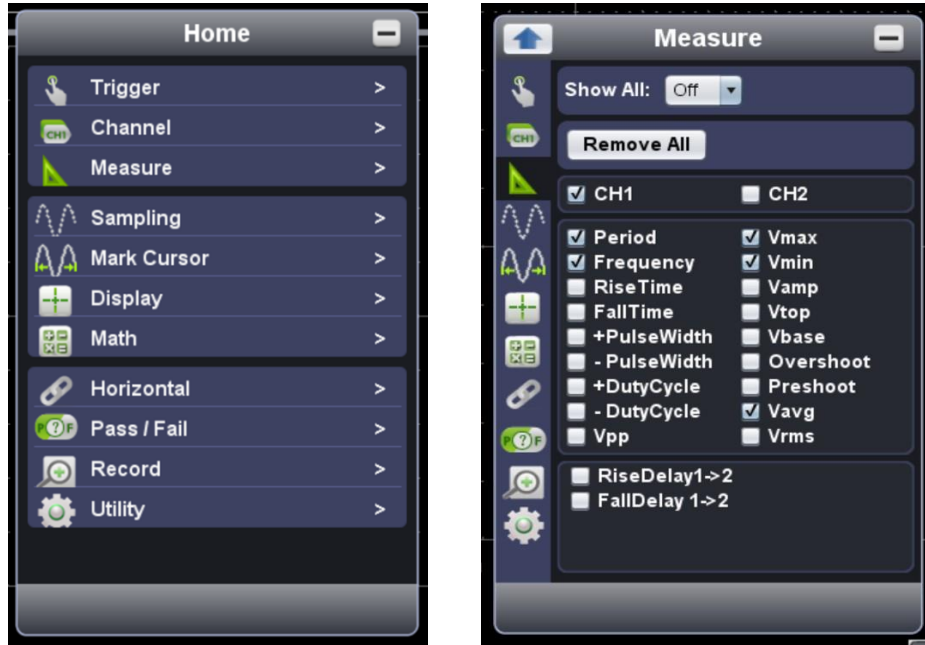 Home
Trigger >
CH1 Channel >
Measure >
Sampling >
Mark Cursor >
Display >
Math >
Horizontal >
P?F Pass / Fail >
Record >
Utility >
Measure
Show All: Off
CH1
Remove All
CH1 CH2
Period Vmax
Frequency Vmin
RiseTime Vamp
FallTime Vtop
+PulseWidth Vbase
- PulseWidth Overshoot
+DutyCycle Preshoot
- DutyCycle Vavg
P?F
Vpp Vrms
RiseDelay1->2
FallDelay 1->2